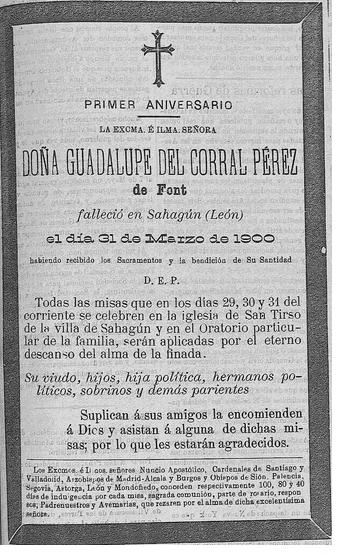 PRIMER ANIVERSARIO
LA EXCMA. É ILMA. SEÑORA
DOÑA GUADALUPE DEL CORRAL PÉREZ
de Font
falleció en Sahagún (León)
el día 31 de Marzo de 1900
habiendo recibido los Sacramentos y la bendición de Su Santidad
D. E. P.
Todas las misas que en los días 29, 30 y 31 del
corriente se celebren en la iglesia de San Tirso
de la villa de Sahagún y en el Oratorio particu-
lar de la familia, serán aplicadas por el eterno
descanso del alma de la finada.
Su viudo, hijos, hija política, hermanos po-
líticos, sobrinos y demás parientes
Suplican á sus amigos la encomienden
á Dios y asistan á alguna de dichas mi-
sas; por lo que les estarán agradecidos.
Los Excmos. é Ilmos. señores Nuncio Apostólico, Cardenales de Santiago y
Valladolid, Arzobispos de Madrid-Alcalá y Burgos y Obispos de Sión, Palencia,
Segovia, Astorga, León y Mondoñedo, conceden respectivamente 100, 80 y 40
días de indulgencia por cada misa, sagrada comunión, parte de rosario, respon
sos, Padrenuestros y Avemarías, que rezaren por el alma de dicha excelentísima
señora.